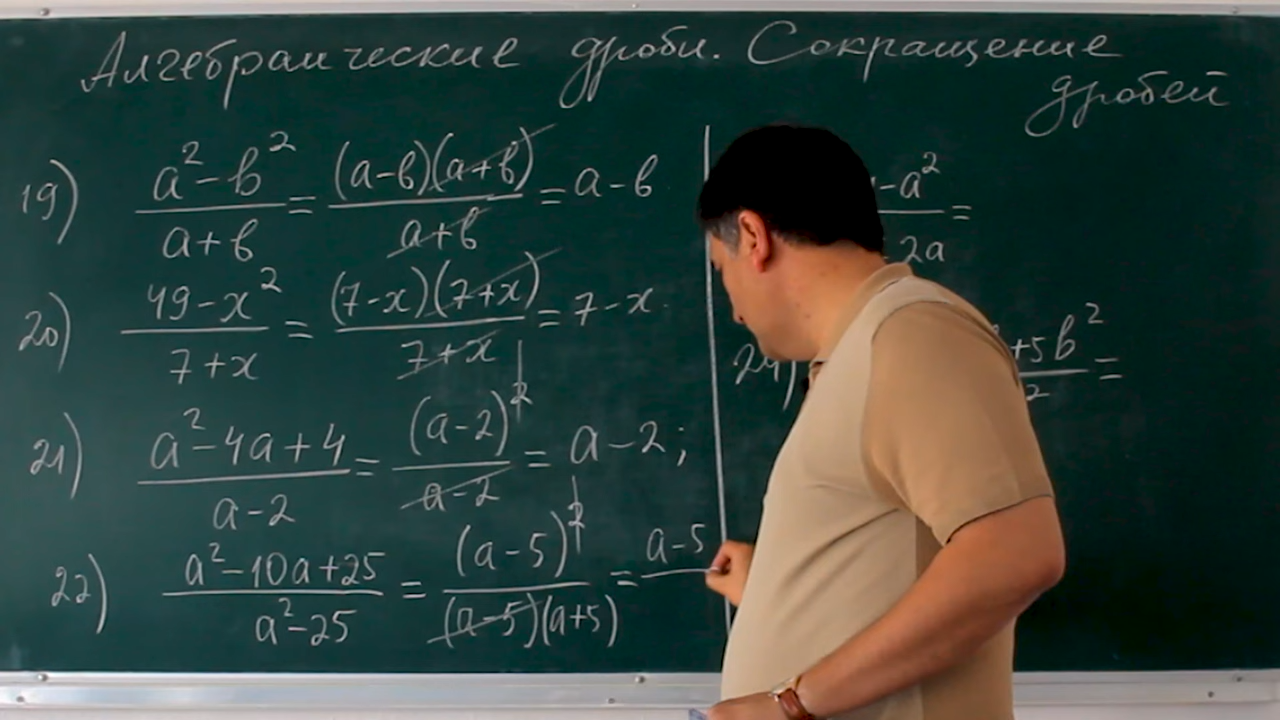 Алгебраические дроби. Сокращение
дробей
19) (a² - b²)/(a + b) = ((a - b)(a + b))/(a + b) = a - b
20) (49 - x²)/(7 + x) = ((7 - x)(7 + x))/(7 + x) = 7 - x.
21) (a² - 4a + 4)/(a - 2) = (a - 2)²/(a - 2) = a - 2;
22) (a² - 10a + 25)/(a² - 25) = (a - 5)²/((a - 5)(a + 5)) = a - 5
- a²
=
2a
24)
+ 5b²
=
2